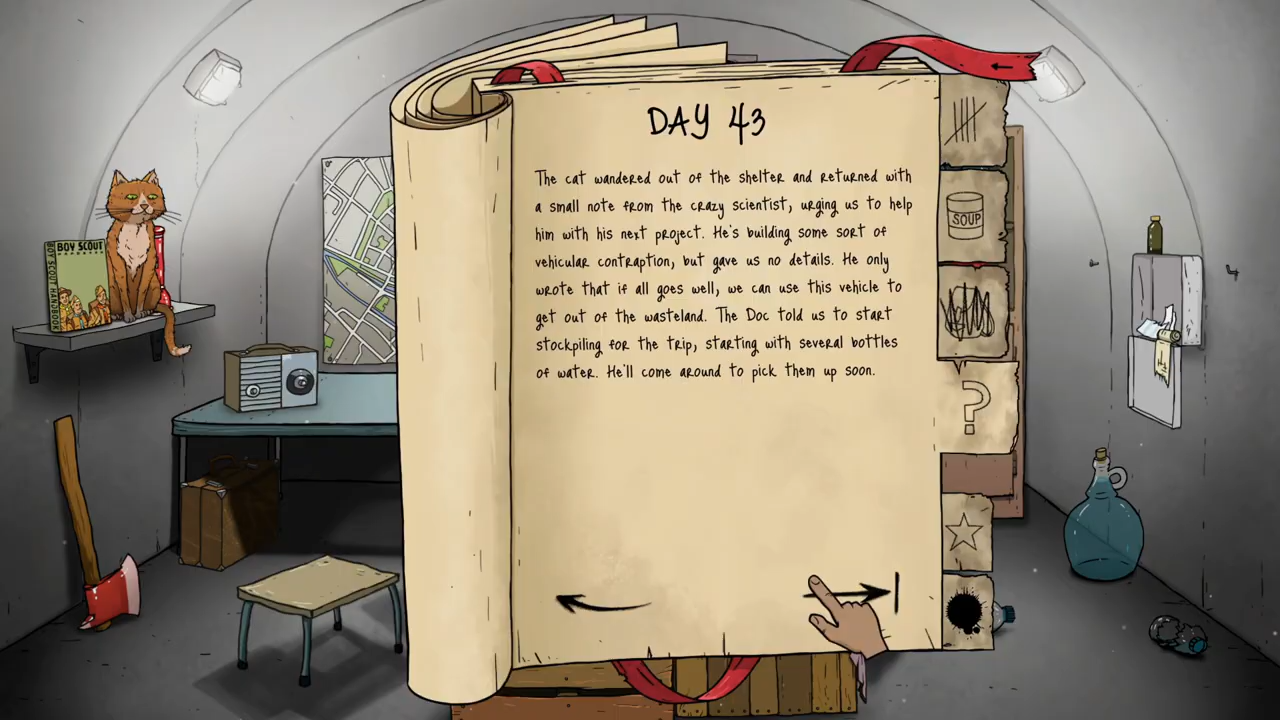 DAY 43
The cat wandered out of the shelter and returned with
a small note from the crazy scientist, urging us to help
him with his next project. He's building some sort of
vehicular contraption, but gave us no details. He only
wrote that if all goes well, we can use this vehicle to
get out of the wasteland. The Doc told us to start
stockpiling for the trip, starting with several bottles
of water. He'll come around to pick them up soon.
SOUP
?
BOY SCOUT
BOY SCOUT HANDBOOK